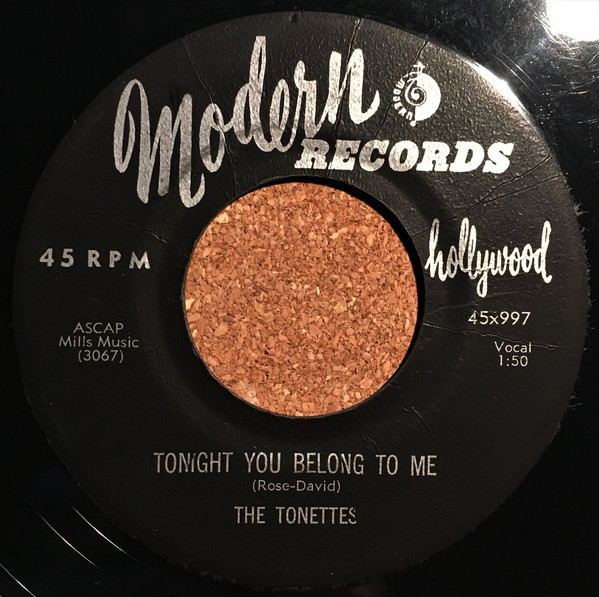 Modern
MODERN
RECORDS
hollywood
45 RPM
45x997
ASCAP
Mills Music
(3067)
Vocal
1:50
TONIGHT YOU BELONG TO ME
(Rose-David)
THE TONETTES